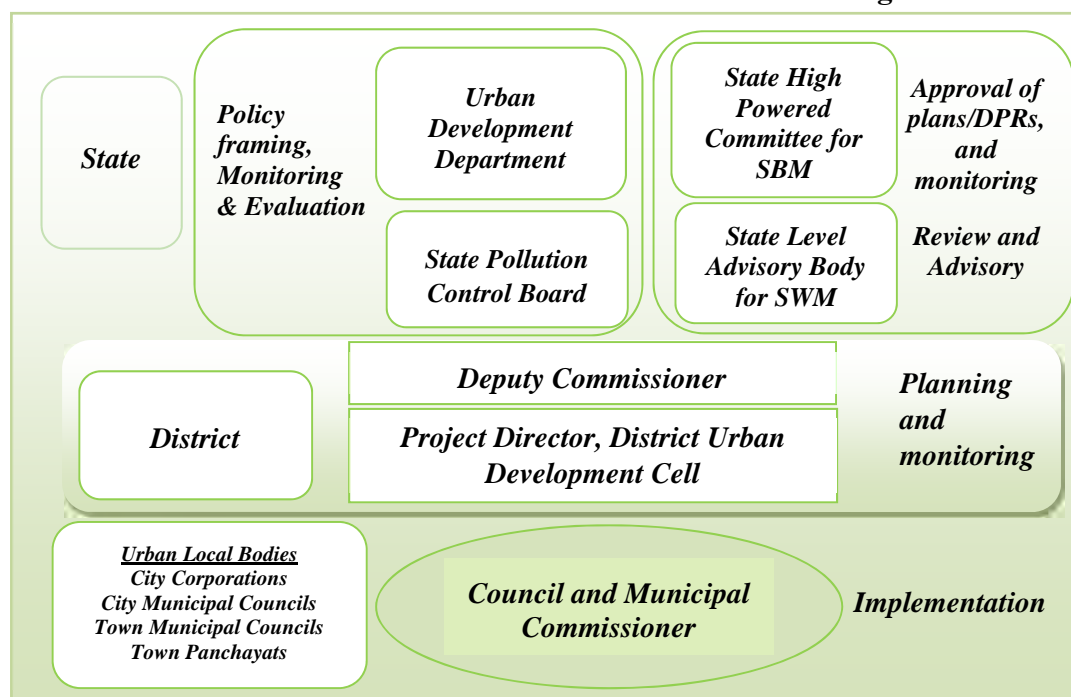 State
Policy
framing,
Monitoring
& Evaluation
Urban
Development
Department
State Pollution
Control Board
State High
Powered
Committee for
SBM
Approval of
plans/DPRs,
and
monitoring
State Level
Advisory Body
for SWM
Review and
Advisory
District
Deputy Commissioner
Project Director, District Urban
Development Cell
Planning
and
monitoring
Urban Local Bodies
City Corporations
City Municipal Councils
Town Municipal Councils
Town Panchayats
Council and Municipal
Commissioner
Implementation